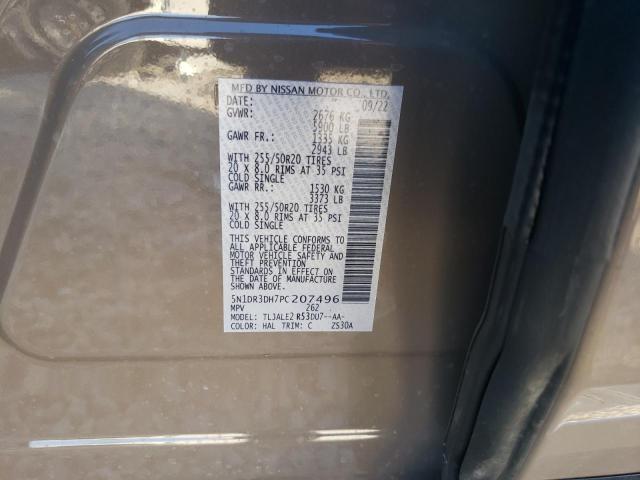 MFD BY NISSAN MOTOR CO., LTD.
DATE: 09/22
GVWR: 2676 KG
5900 LB
GAWR FR.: 1335 KG
2943 LB
WITH 255/50R20 TIRES
20 X 8.0 RIMS AT 35 PSI
COLD SINGLE
GAWR RR.: 1530 KG
3373 LB
WITH 255/50R20 TIRES
20 X 8.0 RIMS AT 35 PSI
COLD SINGLE
THIS VEHICLE CONFORMS TO
ALL APPLICABLE FEDERAL
MOTOR VEHICLE SAFETY AND
THEFT PREVENTION
STANDARDS IN EFFECT ON
THE DATE OF MANUFACTURE
SHOWN ABOVE.
5N1DR3DH7PC207496
MPV 262
MODEL: TLJALE2 R53DU7--AA-
COLOR: HAL TRIM: C ZS30A